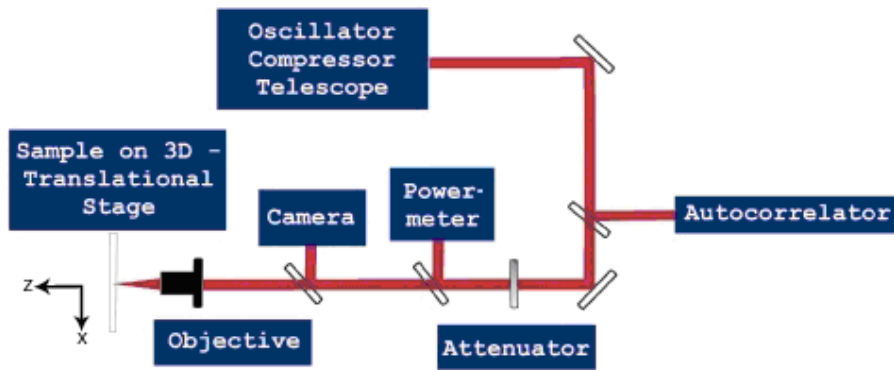 Oscillator
Compressor
Telescope
Sample on 3D -
Translational
Stage
Camera
Power-
meter
Autocorrelator
z
x
Objective
Attenuator